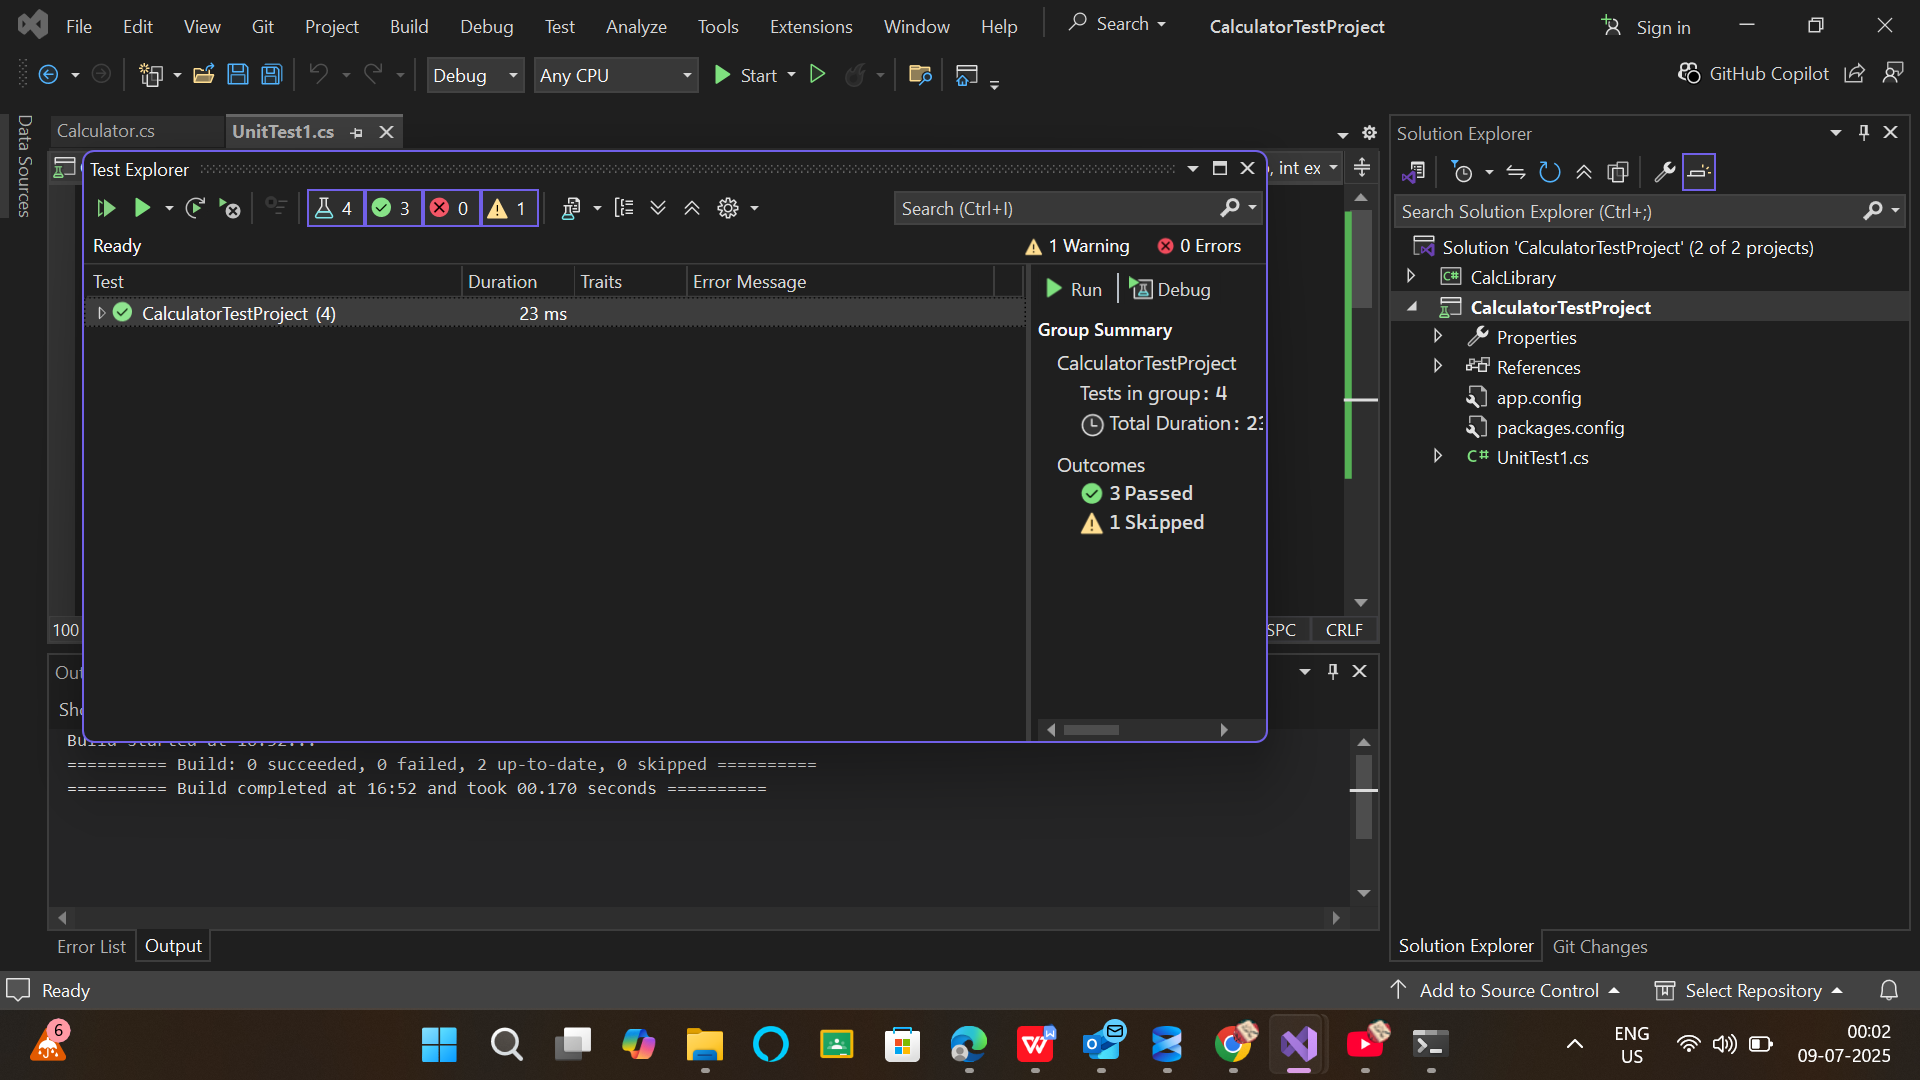 File Edit View Git Project Build Debug Test Analyze Tools Extensions Window Help Search CalculatorTestProject Sign in
Debug Any CPU Start GitHub Copilot
Data Sources
Calculator.cs UnitTest1.cs
, int ex
Test Explorer
4 3 0 1 Search (Ctrl+I)
Ready 1 Warning 0 Errors
Test Duration Traits Error Message
CalculatorTestProject (4) 23 ms
Run Debug
Group Summary
CalculatorTestProject
Tests in group: 4
Total Duration: 23
Outcomes
3 Passed
1 Skipped
100 SPC CRLF
Solution Explorer
Search Solution Explorer (Ctrl+;)
Solution 'CalculatorTestProject' (2 of 2 projects)
C# CalcLibrary
CalculatorTestProject
Properties
References
app.config
packages.config
C# UnitTest1.cs
Out
Sho
Build started at 16:52...
========== Build: 0 succeeded, 0 failed, 2 up-to-date, 0 skipped ==========
========== Build completed at 16:52 and took 00.170 seconds ==========
Error List Output
Solution Explorer Git Changes
Ready Add to Source Control Select Repository
6 ENG 00:02
US 09-07-2025